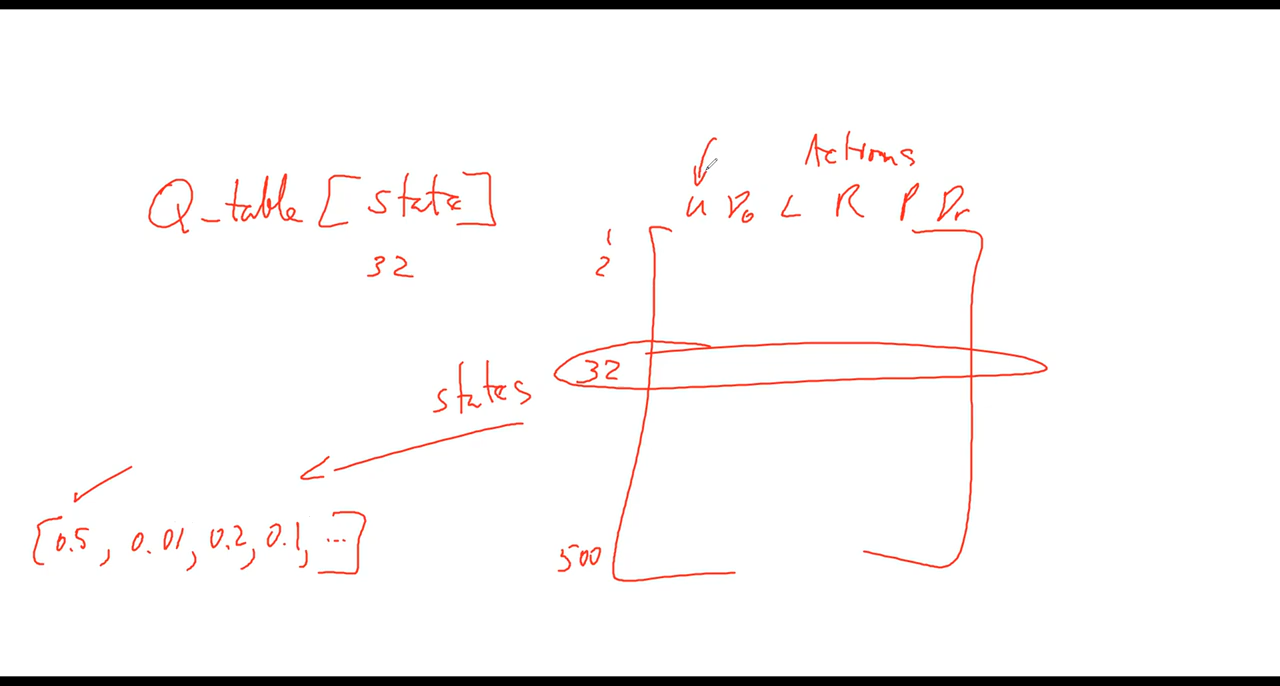 Actions
Q_table[state]
U Do L R P Dr
1
32
2
32
states
[0.5, 0.01, 0.2, 0.1, ...]
500